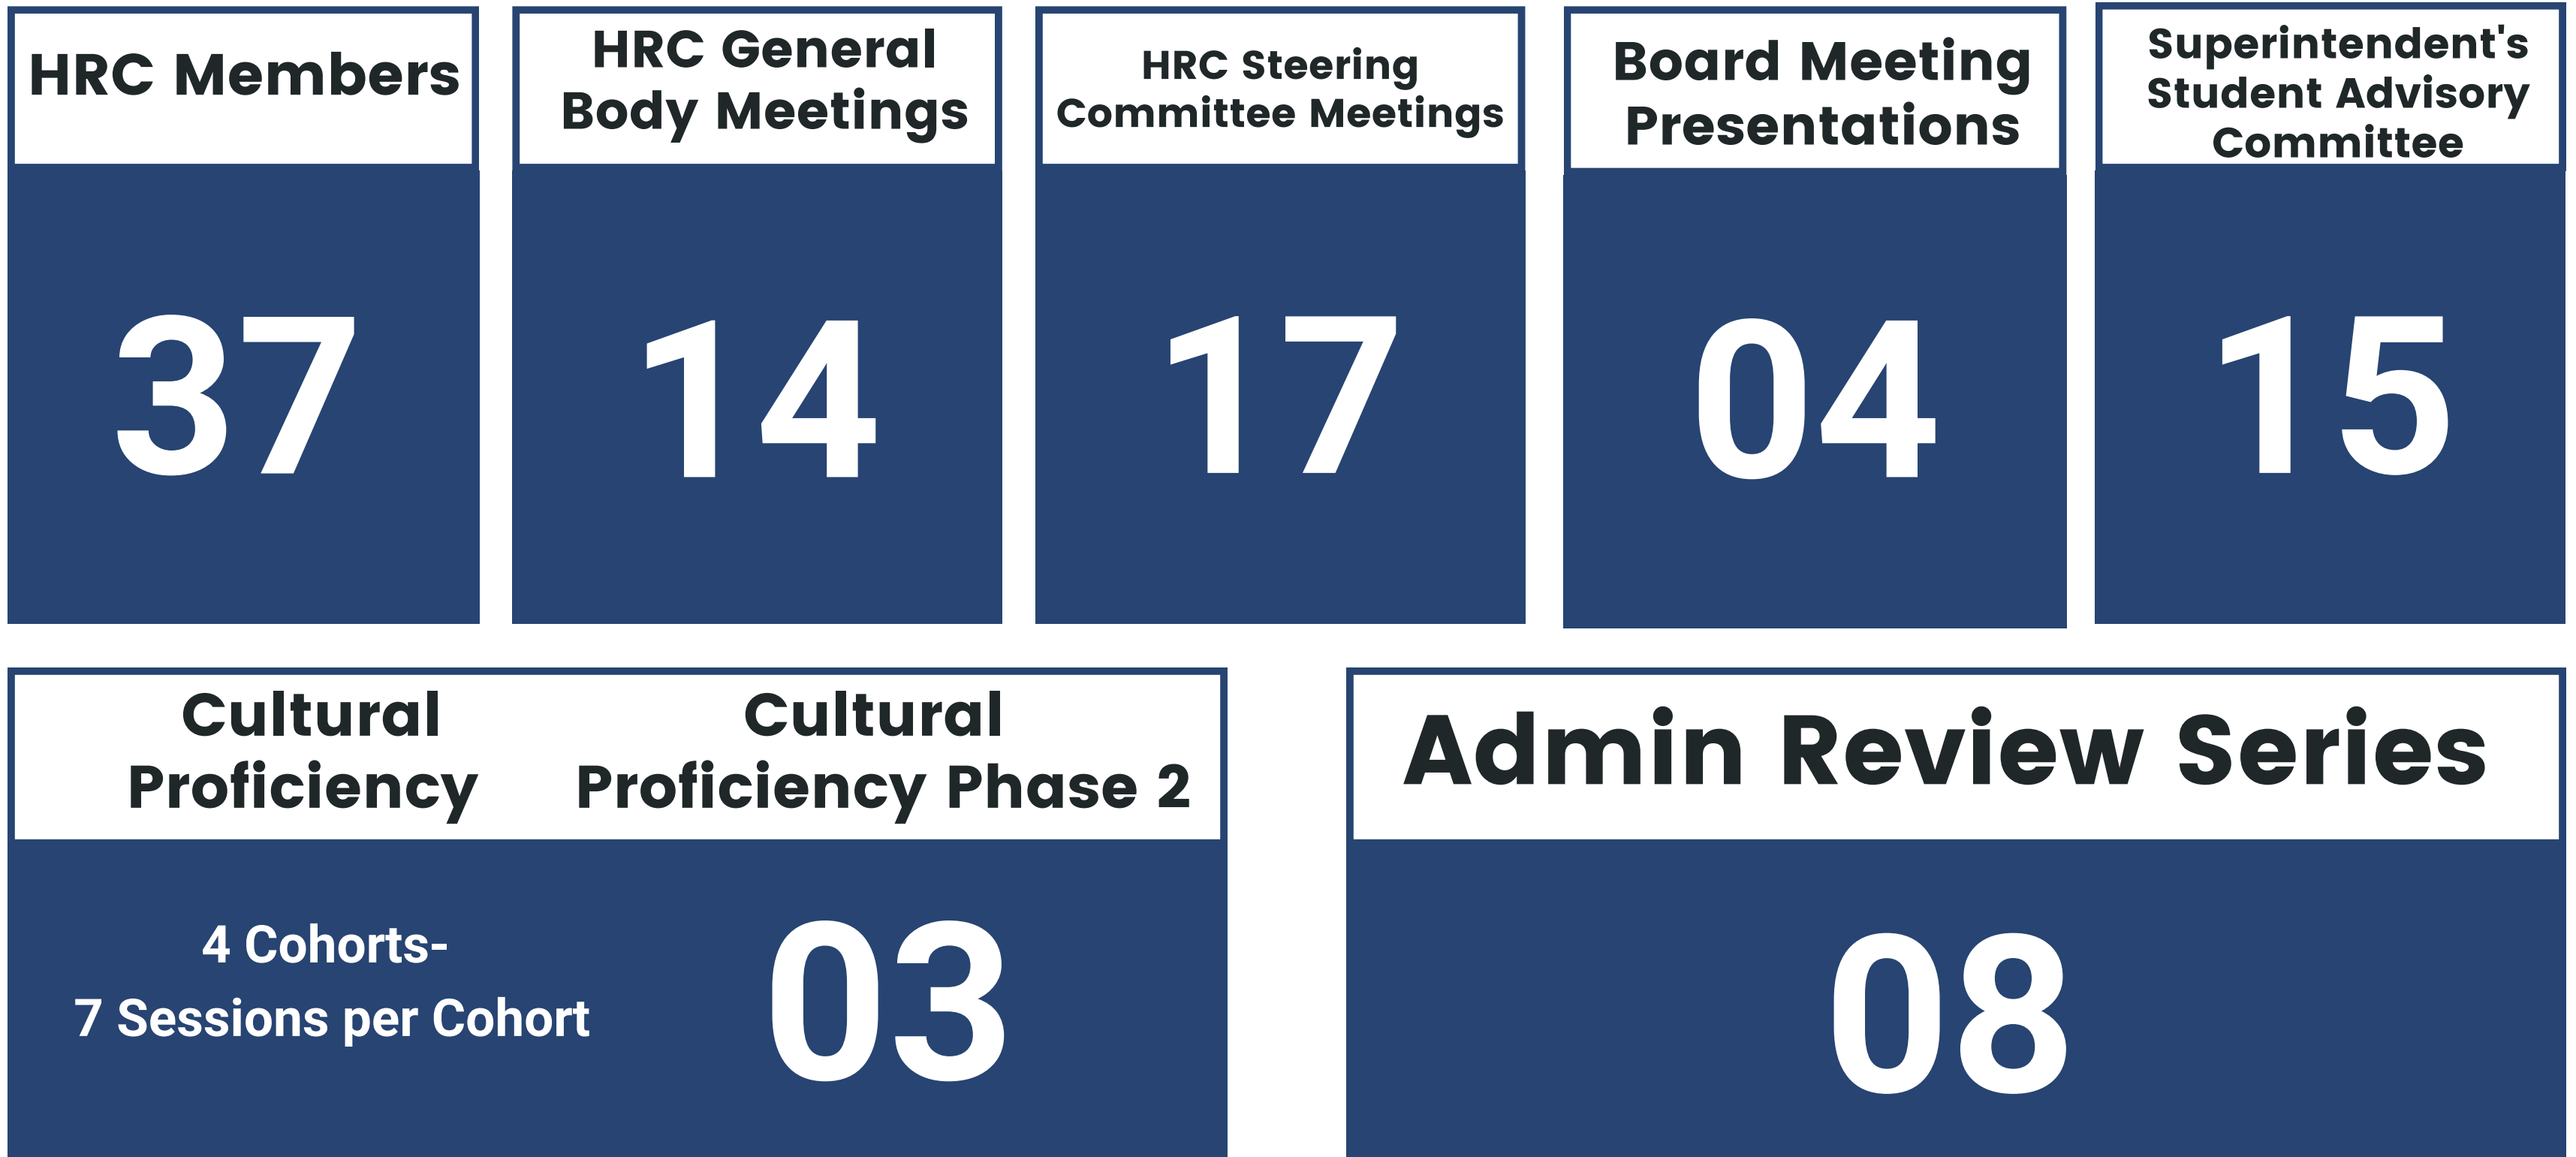 HRC Members
37
HRC General
Body Meetings
14
HRC Steering
Committee Meetings
17
Board Meeting
Presentations
04
Superintendent's
Student Advisory
Committee
15
Cultural
Proficiency
4 Cohorts-
7 Sessions per Cohort
Cultural
Proficiency Phase 2
03
Admin Review Series
08